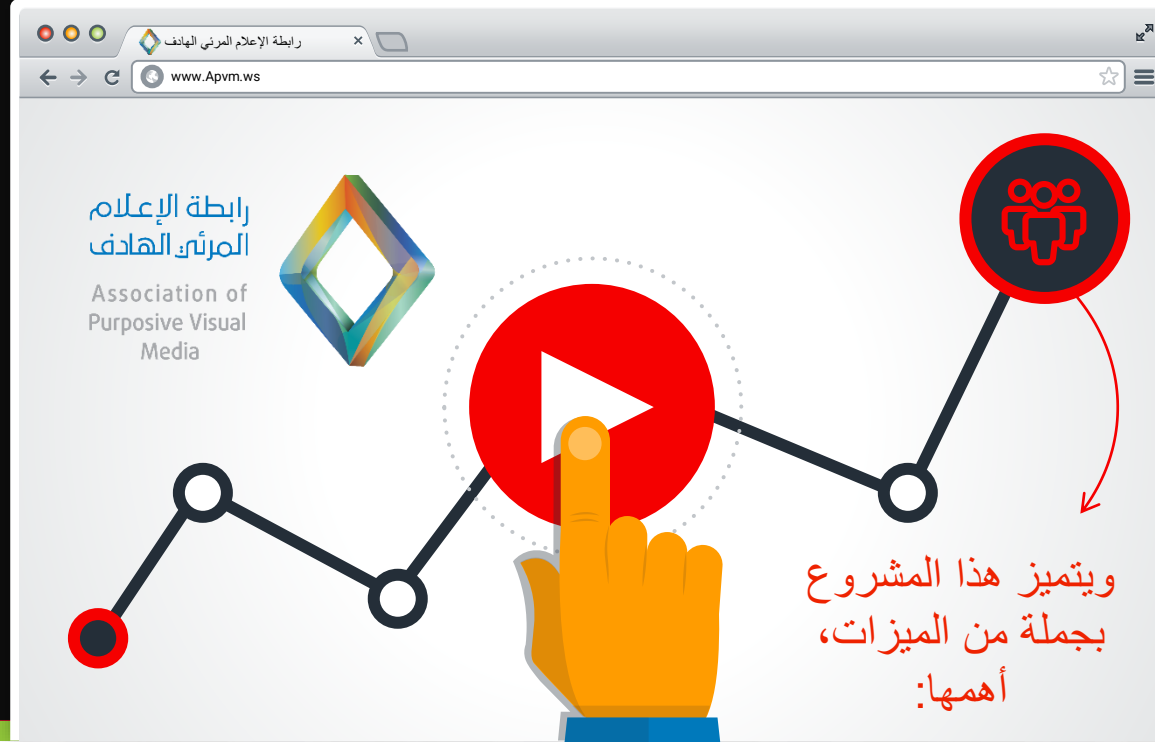 رابطة الإعلام المرئي الهادف
www.Apvm.ws
رابطة الإعلام
المرئي الهادف
Association of
Purposive Visual
Media
ويتميز هذا المشروع
بجملة من الميزات،
أهمها: